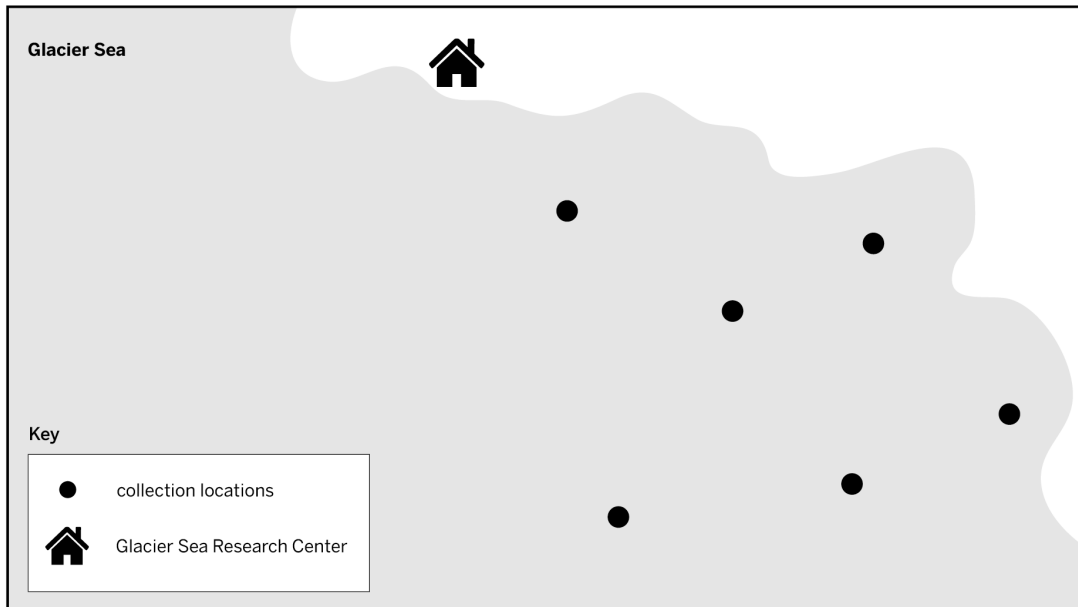 Glacier Sea
Key
collection locations
Glacier Sea Research Center